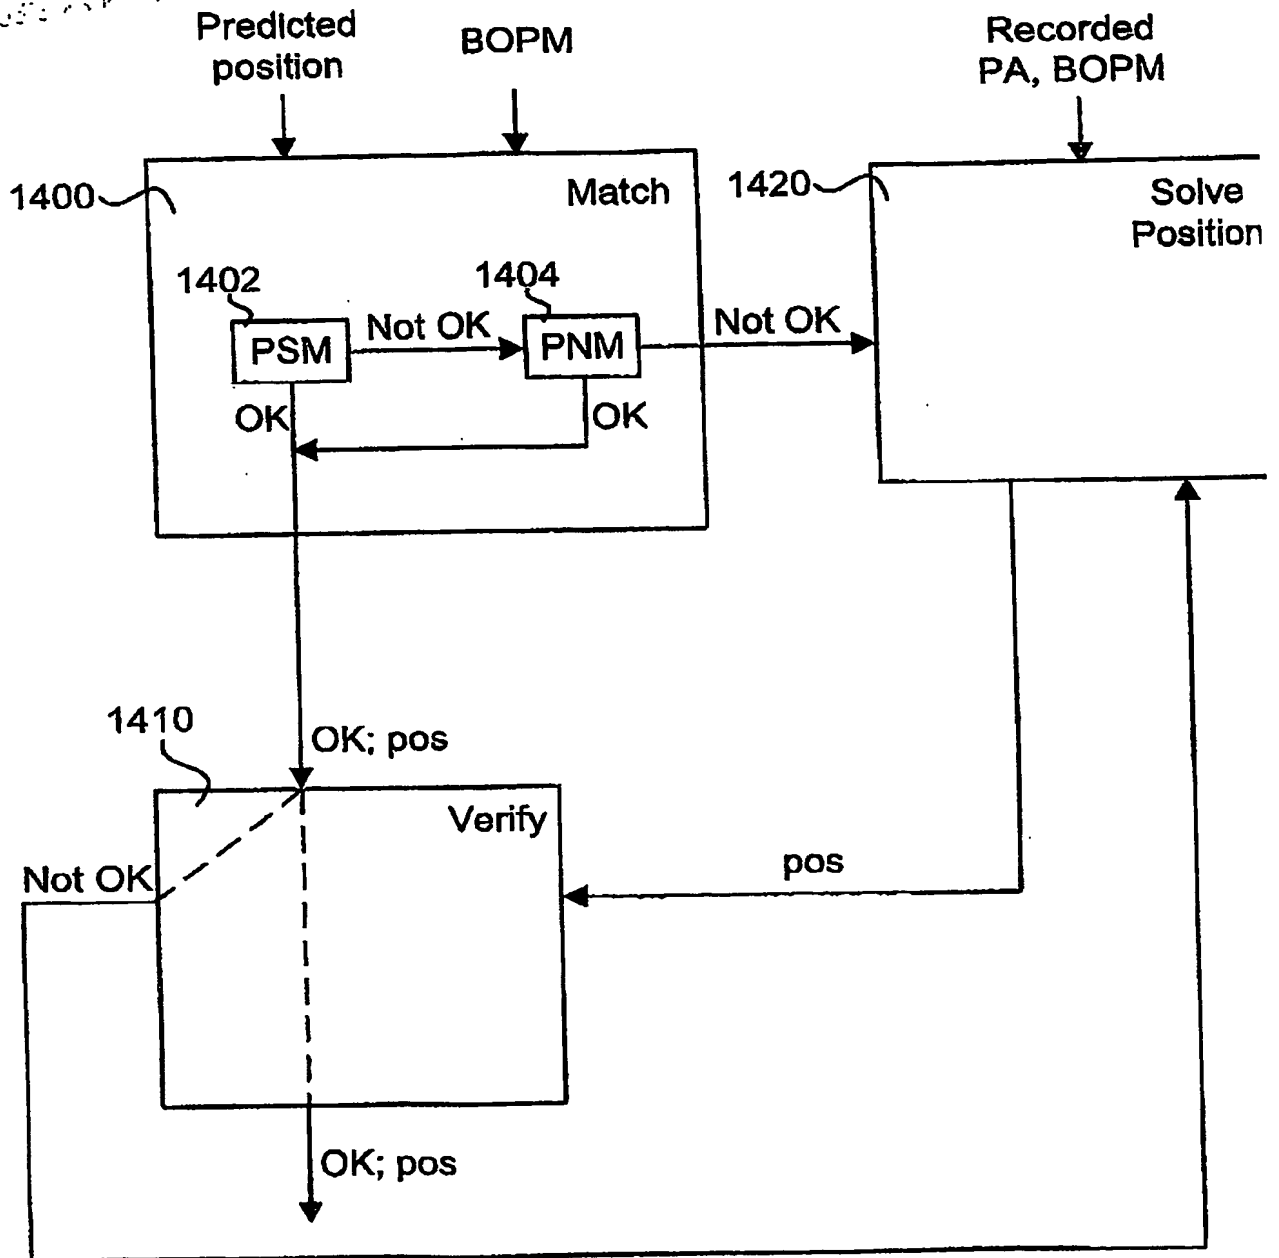 Predicted
position
BOPM
Recorded
PA, BOPM
1400
Match
1420
Solve
Position
1402
1404
PSM
Not OK
PNM
Not OK
OK
OK
1410
OK; pos
Verify
Not OK
pos
OK; pos